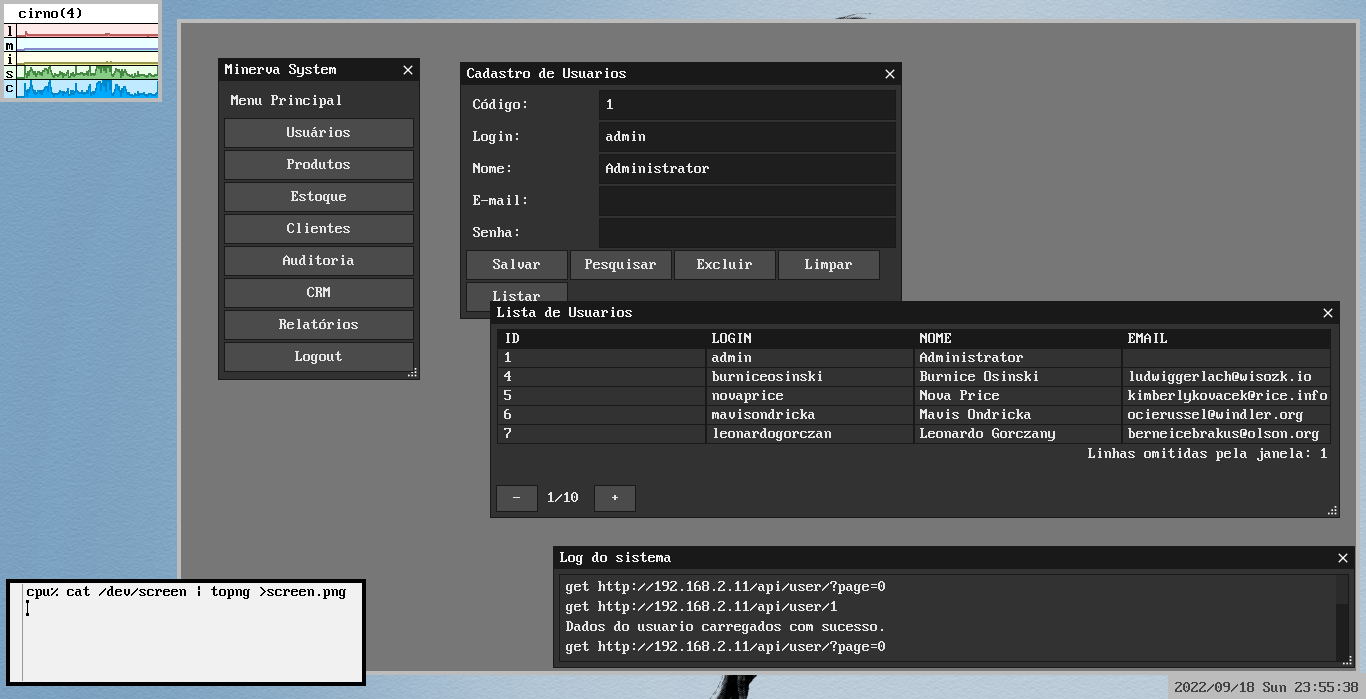 cirno(4)
l
m
i
s
c
Minerva System
Menu Principal
Usuários
Produtos
Estoque
Clientes
Auditoria
CRM
Relatórios
Logout
Cadastro de Usuarios
Código: 1
Login: admin
Nome: Administrator
E-mail:
Senha:
Salvar Pesquisar Excluir Limpar
Listar
Lista de Usuarios
ID LOGIN NOME EMAIL
1 admin Administrator
4 burniceosinski Burnice Osinski ludwiggerlach@wisozk.io
5 novaprice Nova Price kimberlykovacek@rice.info
6 mavisondricka Mavis Ondricka ocierussel@windler.org
7 leonardogorczan Leonardo Gorczany berneicebrakus@olson.org
Linhas omitidas pela janela: 1
- 1/10 +
Log do sistema
get http://192.168.2.11/api/user/?page=0
get http://192.168.2.11/api/user/1
Dados do usuario carregados com sucesso.
get http://192.168.2.11/api/user/?page=0
cpu% cat /dev/screen | topng >screen.png
2022/09/18 Sun 23:55:38